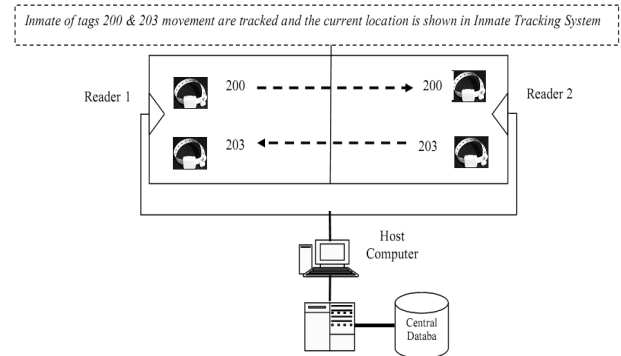 Inmate of tags 200 & 203 movement are tracked and the current location is shown in Inmate Tracking System
Reader 1
200
200
Reader 2
203
203
Host
Computer
Central
Databa